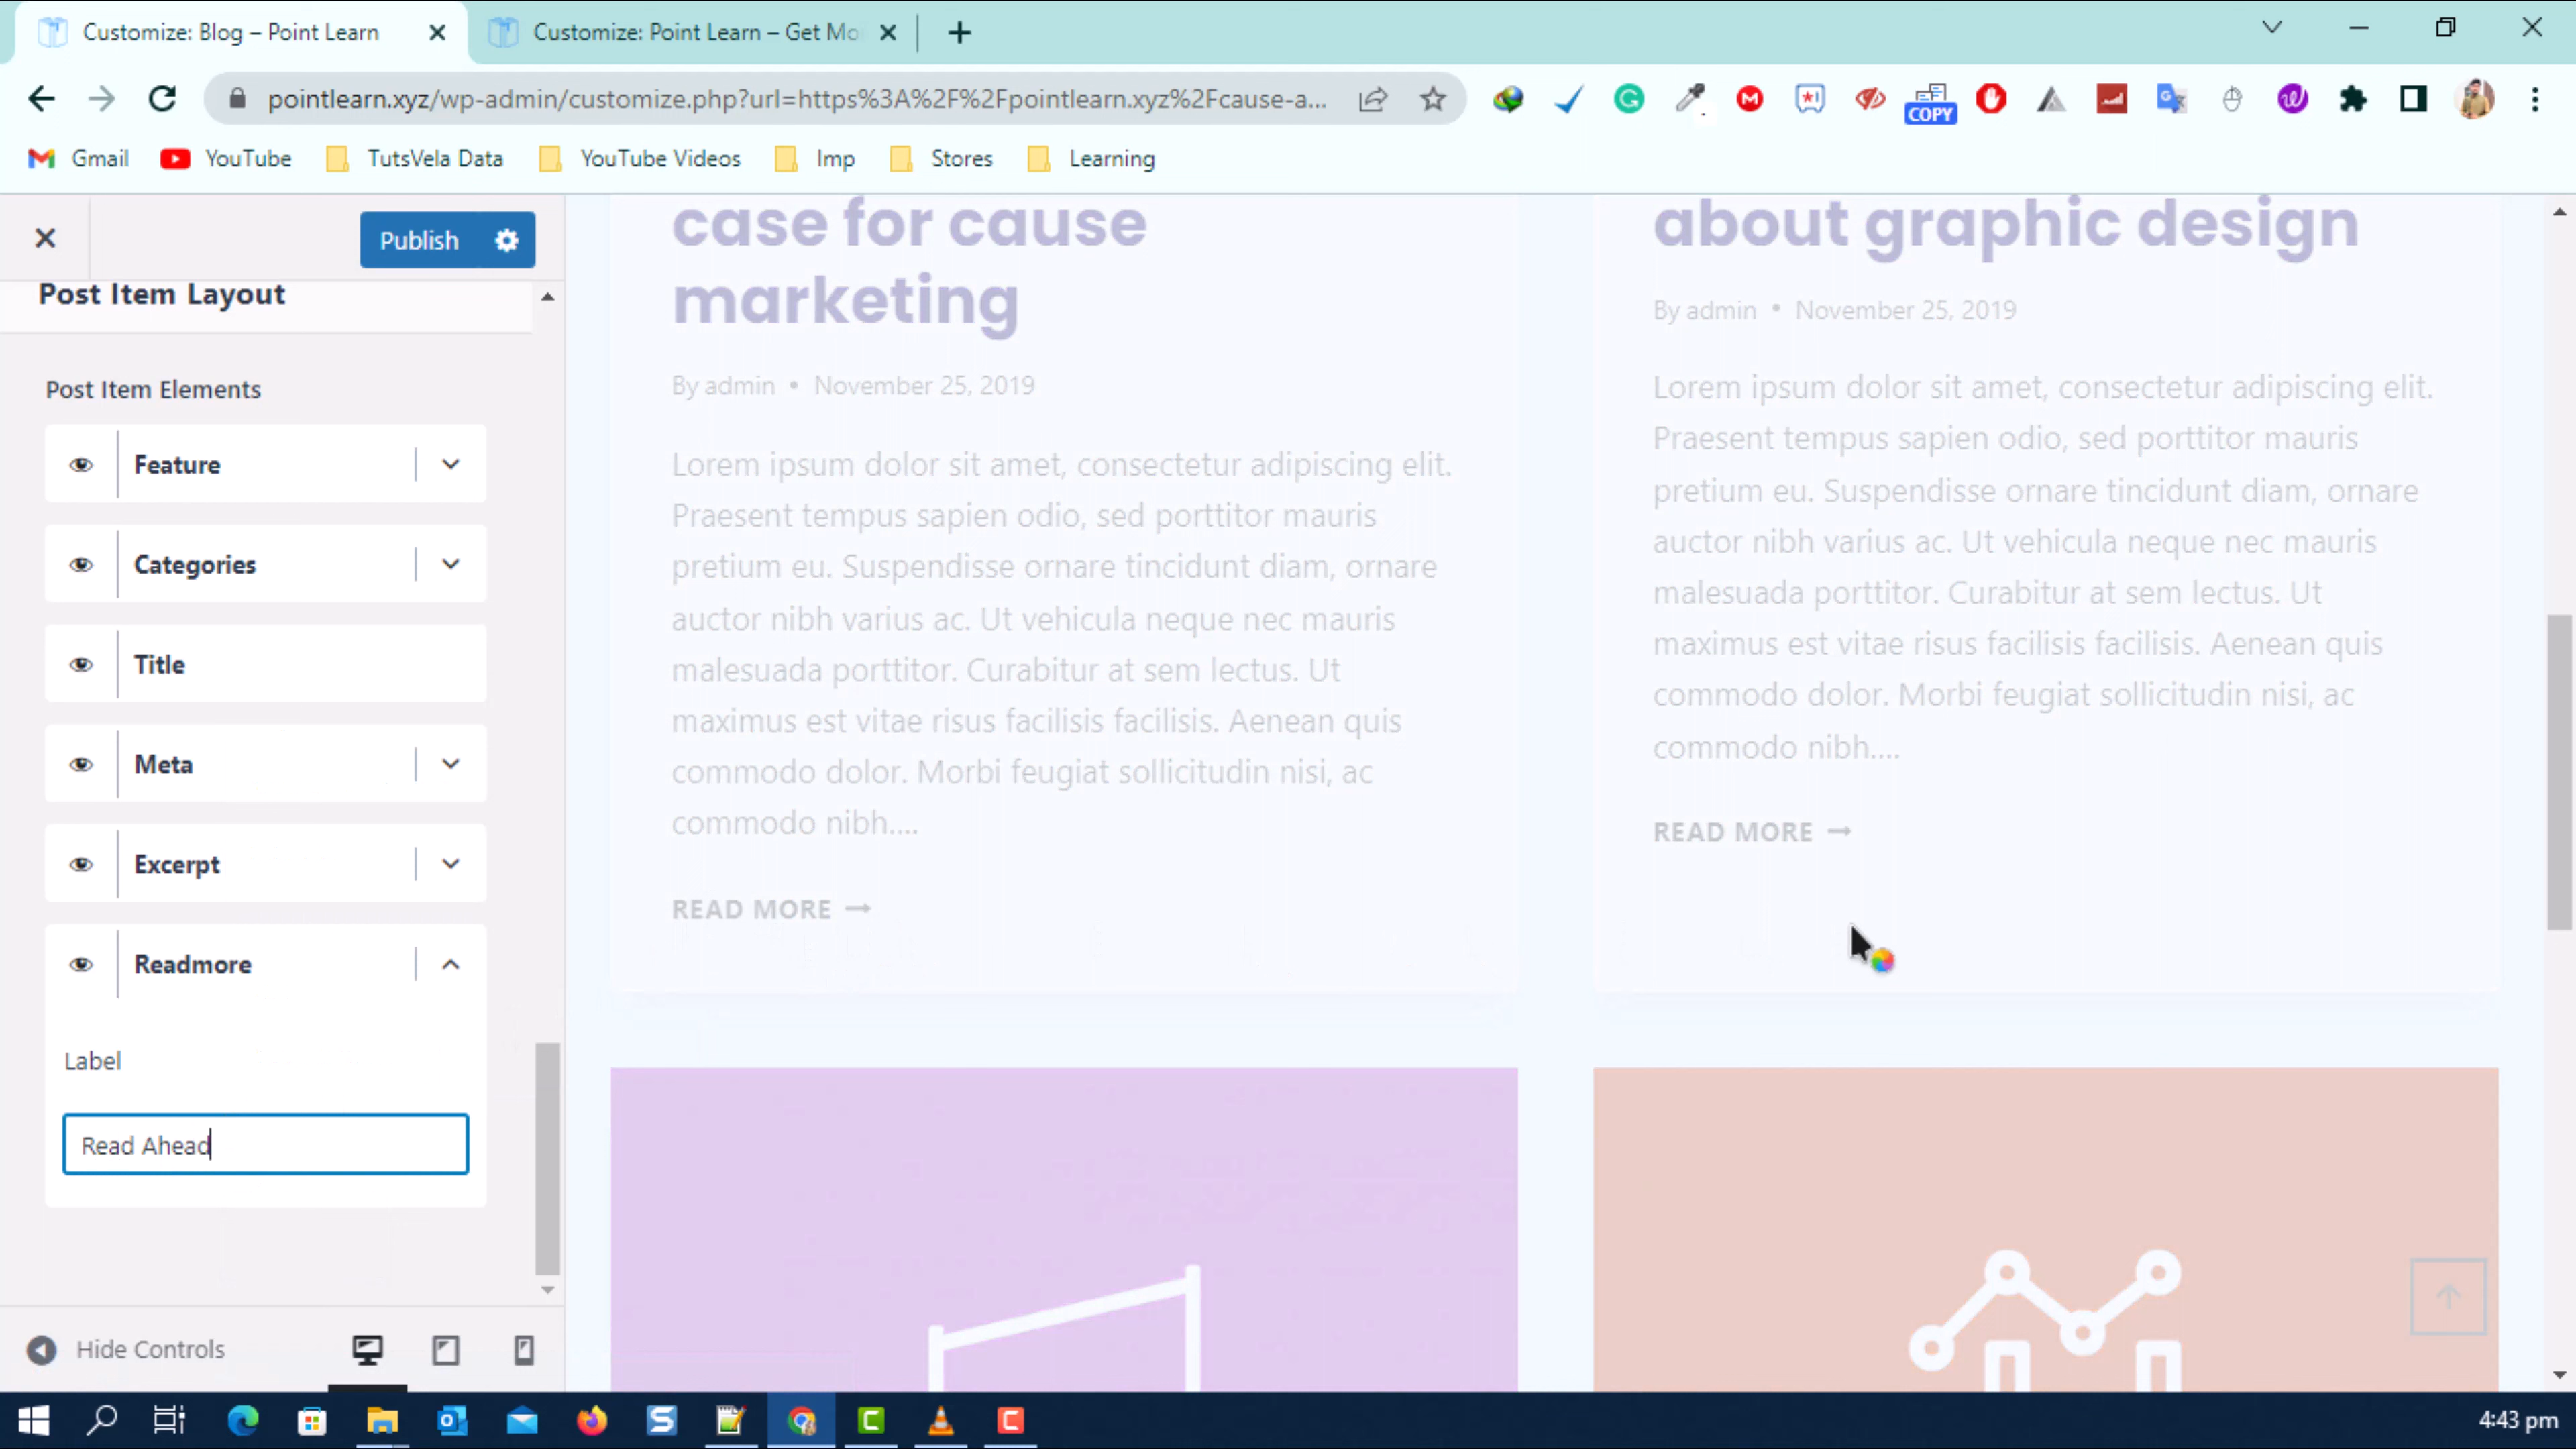 Customize: Blog – Point Learn
Customize: Point Learn – Get Mo
pointlearn.xyz/wp-admin/customize.php?url=https%3A%2F%2Fpointlearn.xyz%2Fcause-a...
COPY
Gmail
YouTube
TutsVela Data
YouTube Videos
Imp
Stores
Learning
Publish
Post Item Layout
Post Item Elements
Feature
Categories
Title
Meta
Excerpt
Readmore
Label
Read Ahead
Hide Controls
case for cause
marketing
By admin • November 25, 2019
Lorem ipsum dolor sit amet, consectetur adipiscing elit.
Praesent tempus sapien odio, sed porttitor mauris
pretium eu. Suspendisse ornare tincidunt diam, ornare
auctor nibh varius ac. Ut vehicula neque nec mauris
malesuada porttitor. Curabitur at sem lectus. Ut
maximus est vitae risus facilisis facilisis. Aenean quis
commodo dolor. Morbi feugiat sollicitudin nisi, ac
commodo nibh....
READ MORE
about graphic design
By admin • November 25, 2019
Lorem ipsum dolor sit amet, consectetur adipiscing elit.
Praesent tempus sapien odio, sed porttitor mauris
pretium eu. Suspendisse ornare tincidunt diam, ornare
auctor nibh varius ac. Ut vehicula neque nec mauris
malesuada porttitor. Curabitur at sem lectus. Ut
maximus est vitae risus facilisis facilisis. Aenean quis
commodo dolor. Morbi feugiat sollicitudin nisi, ac
commodo nibh....
READ MORE
4:43 pm